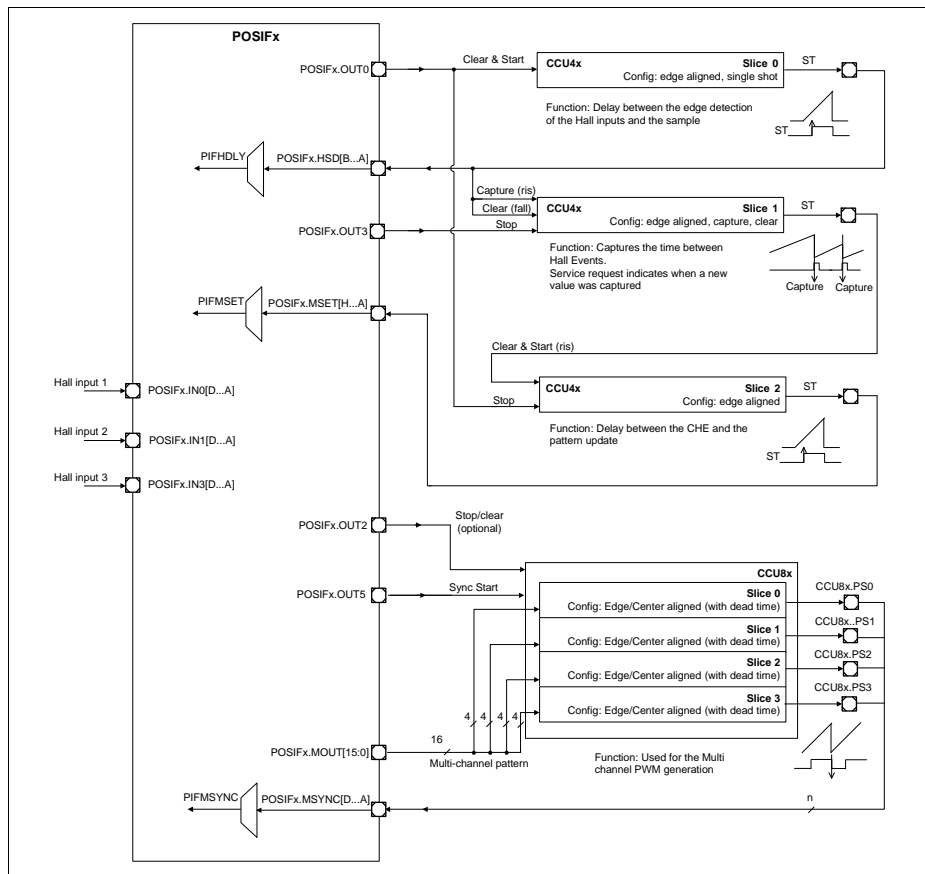 POSIFx
POSIFx.OUT0
Clear & Start
CCU4x
Slice 0
Config: edge aligned, single shot
ST
Function: Delay between the edge detection
of the Hall inputs and the sample
ST
PIFHDLY
POSIFx.HSD[B...A]
Capture (ris)
Clear (fall)
Stop
POSIFx.OUT3
CCU4x
Slice 1
Config: edge aligned, capture, clear
ST
Function: Captures the time between
Hall Events.
Service request indicates when a new
value was captured
Capture
Capture
PIFMSET
POSIFx.MSET[H...A]
Clear & Start (ris)
Stop
CCU4x
Slice 2
Config: edge aligned
ST
Function: Delay between the CHE and the
pattern update
ST
Hall input 1
POSIFx.IN0[D...A]
Hall input 2
POSIFx.IN1[D...A]
Hall input 3
POSIFx.IN3[D...A]
POSIFx.OUT2
Stop/clear
(optional)
POSIFx.OUT5
Sync Start
CCU8x
Slice 0
Config: Edge/Center aligned (with dead time)
Slice 1
Config: Edge/Center aligned (with dead time)
Slice 2
Config: Edge/Center aligned (with dead time)
Slice 3
Config: Edge/Center aligned (with dead time)
CCU8x.PS0
CCU8x..PS1
CCU8x.PS2
CCU8x.PS3
4
4
4
4
POSIFx.MOUT[15:0]
16
Multi-channel pattern
Function: Used for the Multi
channel PWM generation
PIFMSYNC
POSIFx.MSYNC[D...A]
n